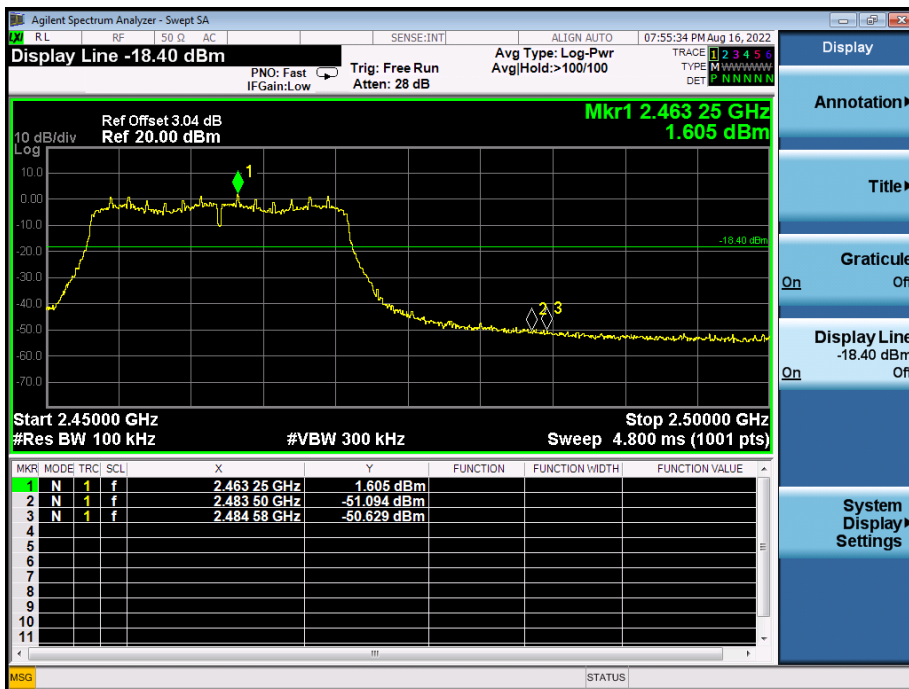 Agilent Spectrum Analyzer - Swept SA
LXI RL RF 50 Ω AC SENSE:INT ALIGN AUTO 07:55:34 PM Aug 16, 2022
Display Line -18.40 dBm
PNO: Fast
IFGain:Low
Trig: Free Run
Atten: 28 dB
Avg Type: Log-Pwr
Avg|Hold:>100/100
TRACE 1 2 3 4 5 6
TYPE M WWWWW
DET P N N N N N
Mkr1 2.463 25 GHz
1.605 dBm
Ref Offset 3.04 dB
10 dB/div Ref 20.00 dBm
Log
10.0
0.00
-10.0
-20.0
-30.0
-40.0
-50.0
-60.0
-70.0
1
-18.40 dBm
2 3
Start 2.45000 GHz Stop 2.50000 GHz
#Res BW 100 kHz #VBW 300 kHz Sweep 4.800 ms (1001 pts)
MKR MODE TRC SCL X Y FUNCTION FUNCTION WIDTH FUNCTION VALUE
1 N 1 f 2.463 25 GHz 1.605 dBm
2 N 1 f 2.483 50 GHz -51.094 dBm
3 N 1 f 2.484 58 GHz -50.629 dBm
4
5
6
7
8
9
10
11
MSG STATUS
Display
Annotation
Title
Graticule
On Off
Display Line
-18.40 dBm
On Off
System
Display
Settings